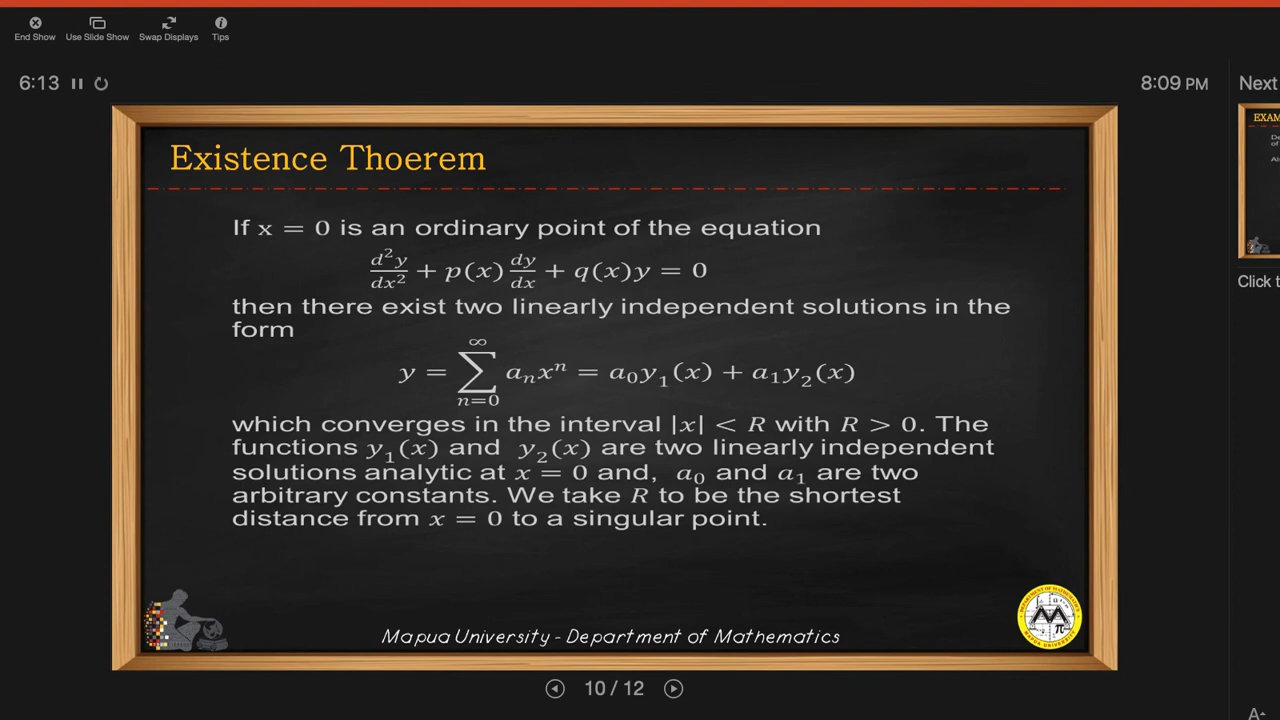 End Show
Use Slide Show
Swap Displays
Tips
6:13
8:09 PM
Next
Existence Thoerem
EXAM
If x = 0 is an ordinary point of the equation
d²y/dx² + p(x) dy/dx + q(x)y = 0
then there exist two linearly independent solutions in the
form
y = ∑_{n=0}^{∞} aₙxⁿ = a₀y₁(x) + a₁y₂(x)
which converges in the interval |x| < R with R > 0. The
functions y₁(x) and y₂(x) are two linearly independent
solutions analytic at x = 0 and, a₀ and a₁ are two
arbitrary constants. We take R to be the shortest
distance from x = 0 to a singular point.
Click t
Mapua University - Department of Mathematics
10 / 12
A